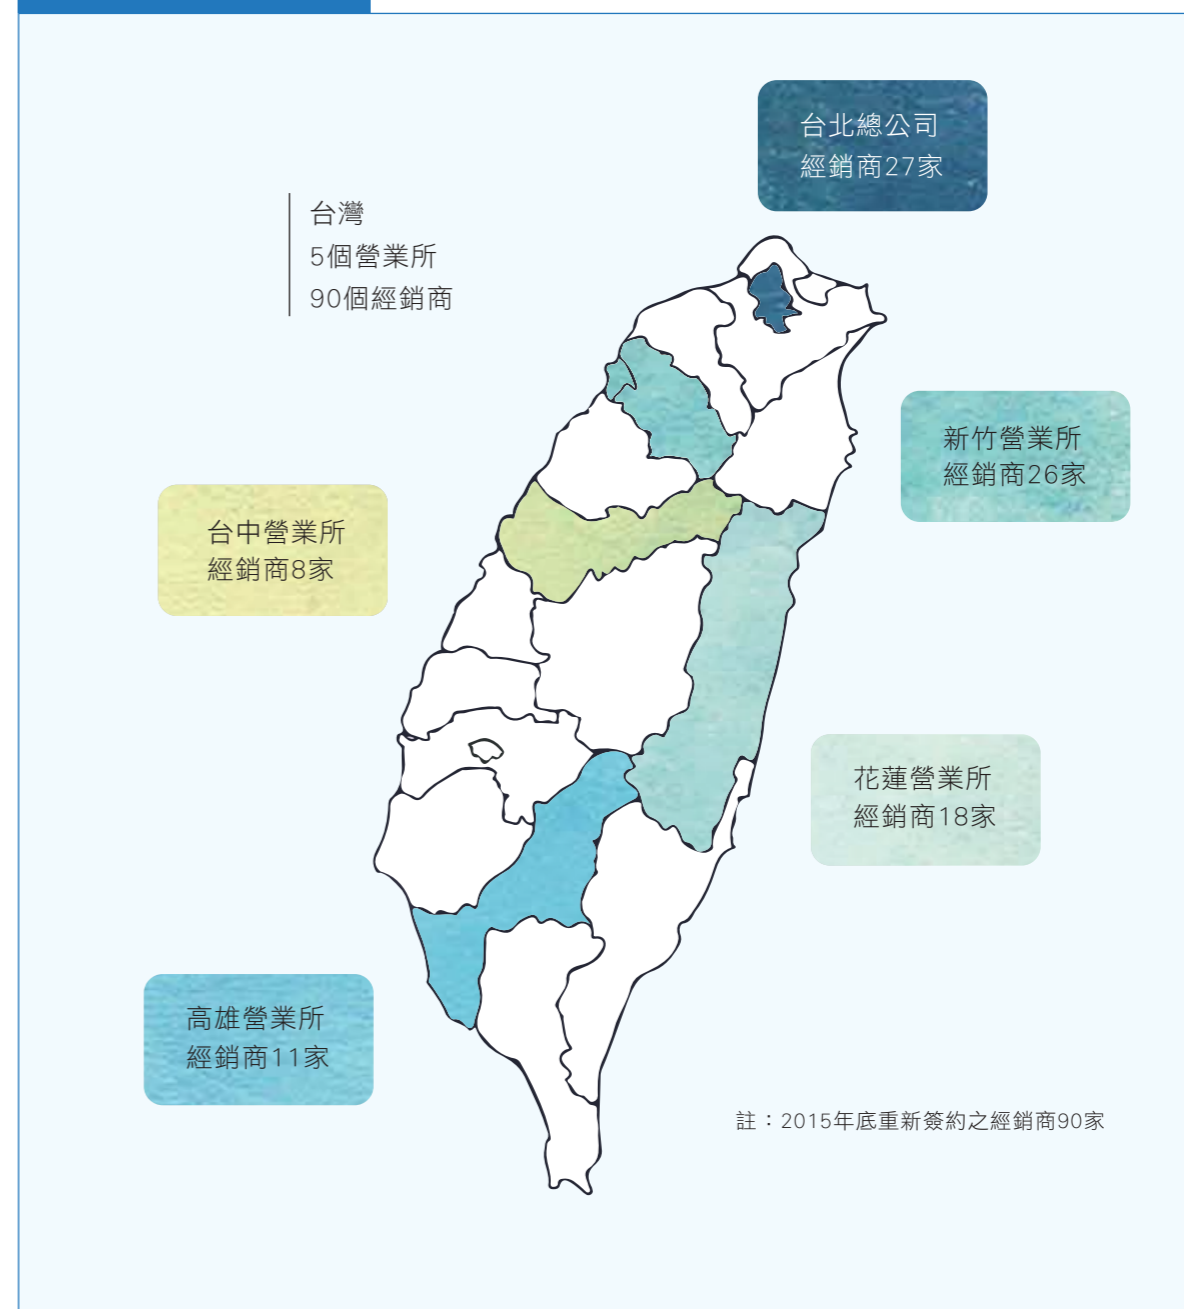 台北總公司
經銷商27家
台灣
5個營業所
90個經銷商
新竹營業所
經銷商26家
台中營業所
經銷商8家
花蓮營業所
經銷商18家
高雄營業所
經銷商11家
註：2015年底重新簽約之經銷商90家